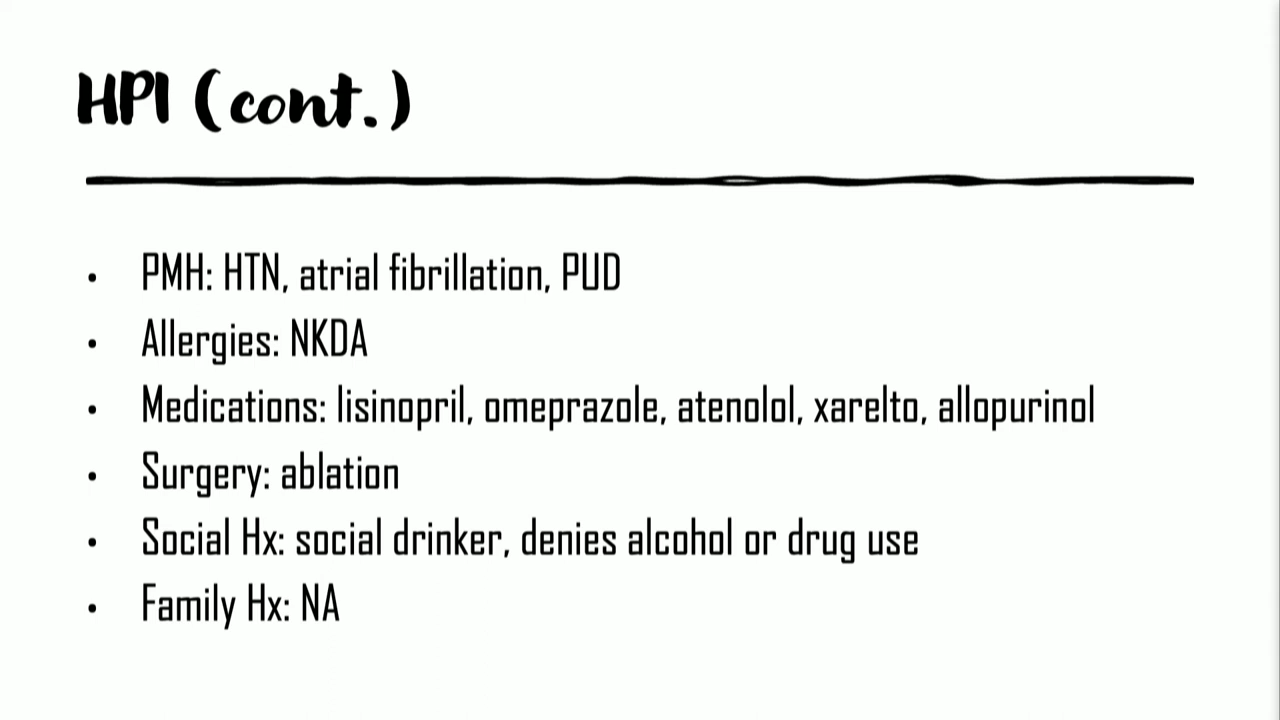 HPI (cont.)
• PMH: HTN, atrial fibrillation, PUD
• Allergies: NKDA
• Medications: lisinopril, omeprazole, atenolol, xarelto, allopurinol
• Surgery: ablation
• Social Hx: social drinker, denies alcohol or drug use
• Family Hx: NA